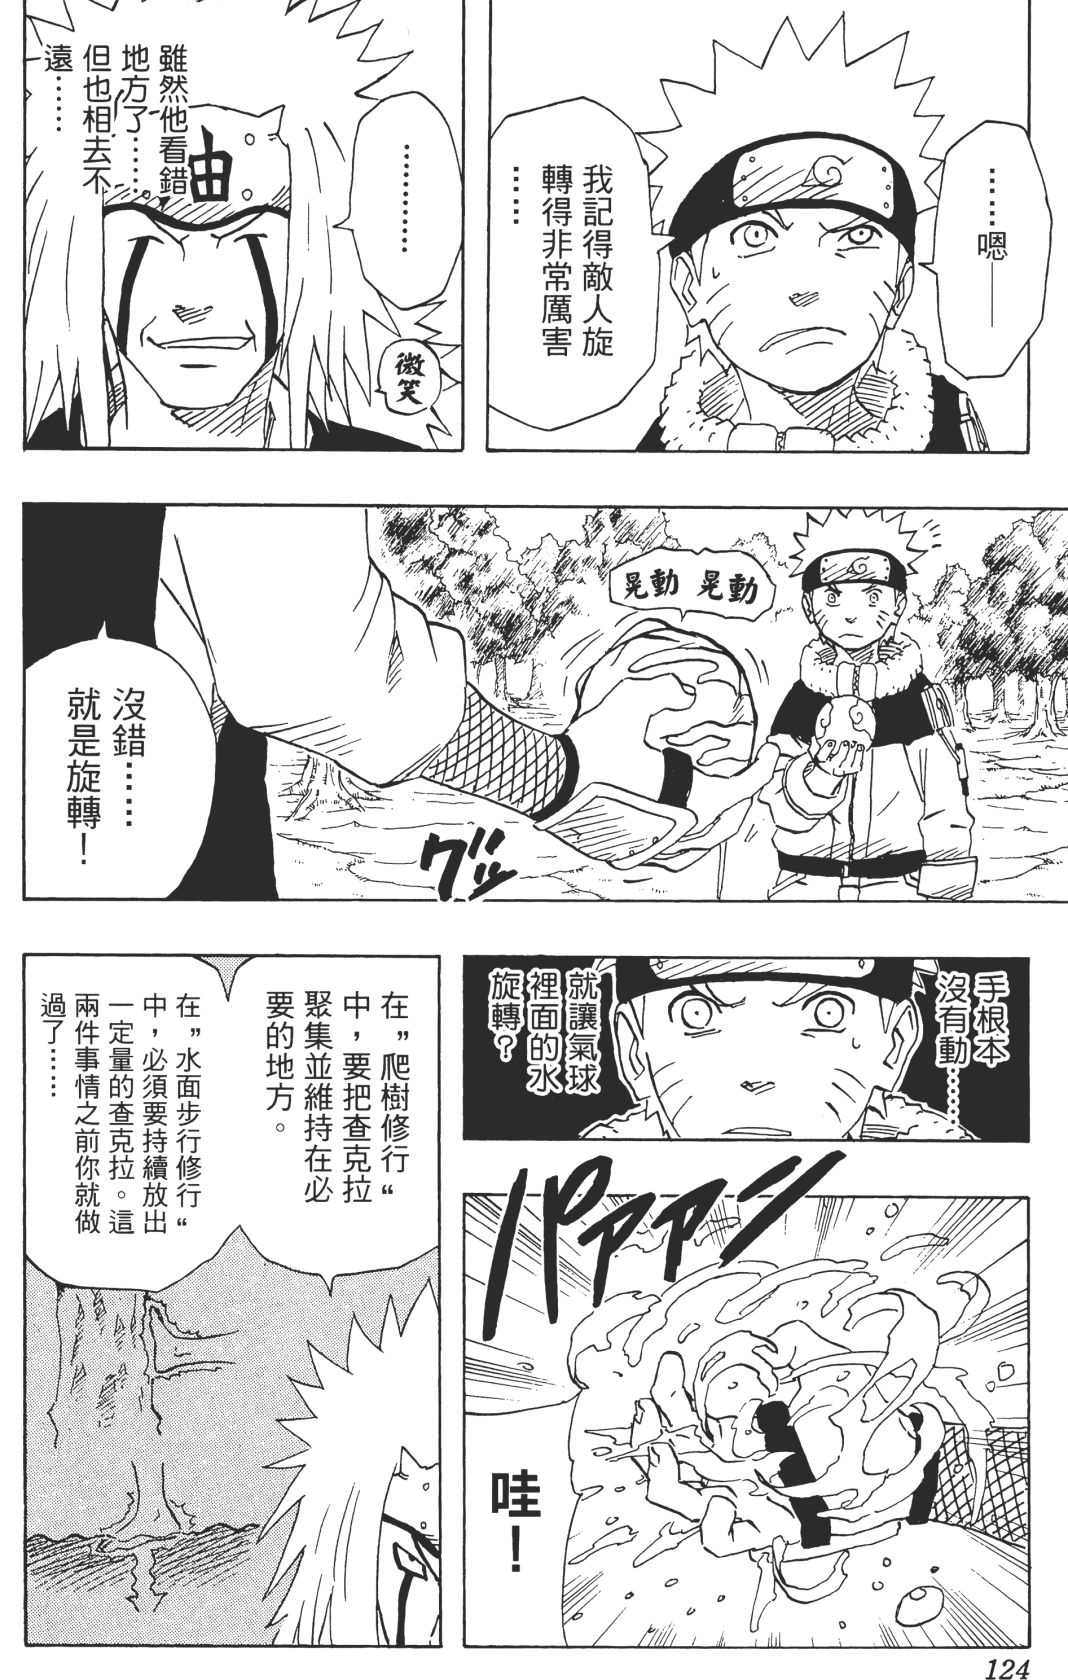 ……嗯——
我記得敵人旋
轉得非常厲害
……
………
雖然他看錯
地方了……
但也相去不
遠……
由
微笑
晃動 晃動
沒錯……
就是旋轉！
グッ
手根本
沒有動……
就讓氣球
裡面的水
旋轉？
パァァン
哇！
在”爬樹修行“
中，要把查克拉
聚集並維持在必
要的地方。
在”水面步行修行“
中，必須要持續放出
一定量的查克拉。這
兩件事情之前你就做
過了……
124